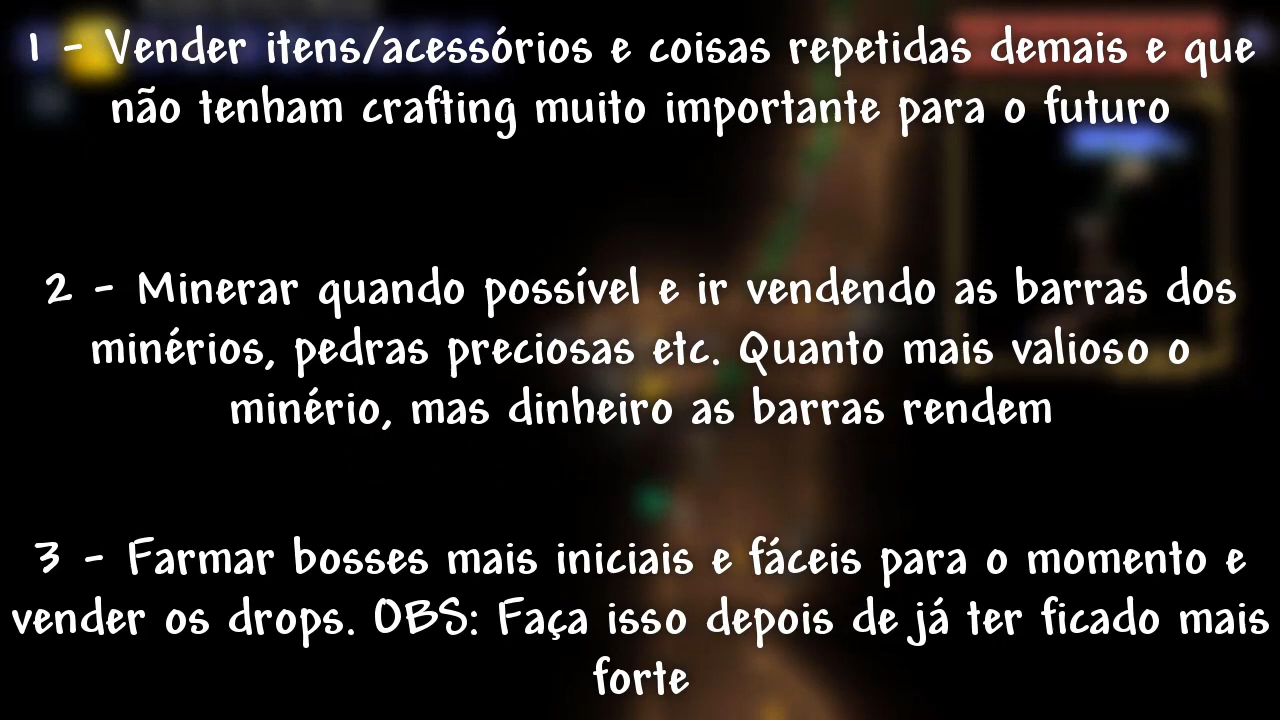 1 - Vender itens/acessórios e coisas repetidas demais e que
não tenham crafting muito importante para o futuro
2 - Minerar quando possível e ir vendendo as barras dos
minérios, pedras preciosas etc. Quanto mais valioso o
minério, mas dinheiro as barras rendem
3 - Farmar bosses mais iniciais e fáceis para o momento e
vender os drops. OBS: Faça isso depois de já ter ficado mais
forte